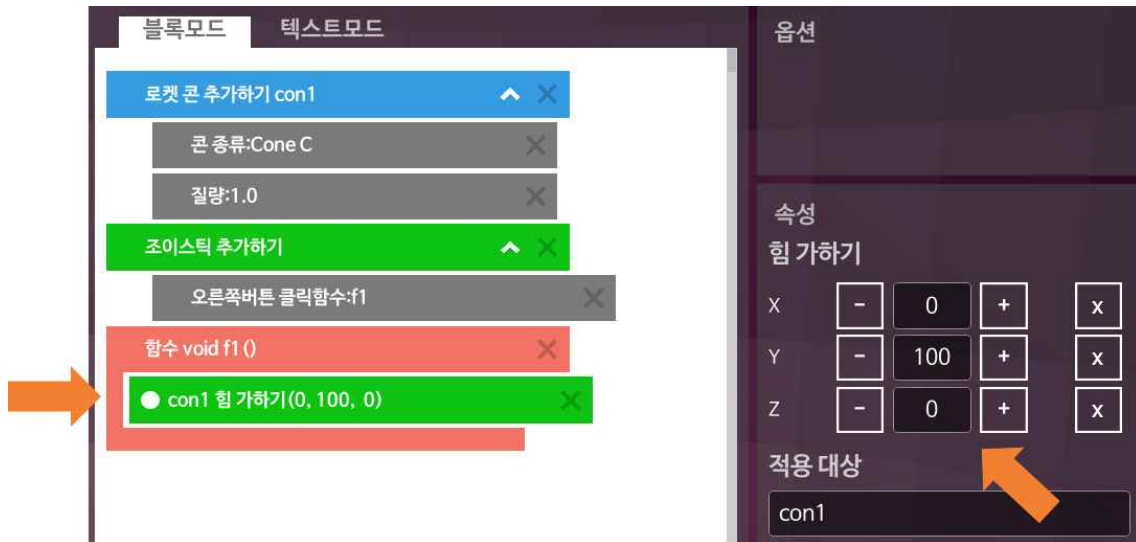 블록모드 텍스트모드
로켓 콘 추가하기 con1
콘 종류:Cone C
질량:1.0
조이스틱 추가하기
오른쪽버튼 클릭함수:f1
함수 void f1 ()
con1 힘 가하기(0, 100, 0)
옵션
속성
힘 가하기
X - 0 + x
Y - 100 + x
Z - 0 + x
적용 대상
con1